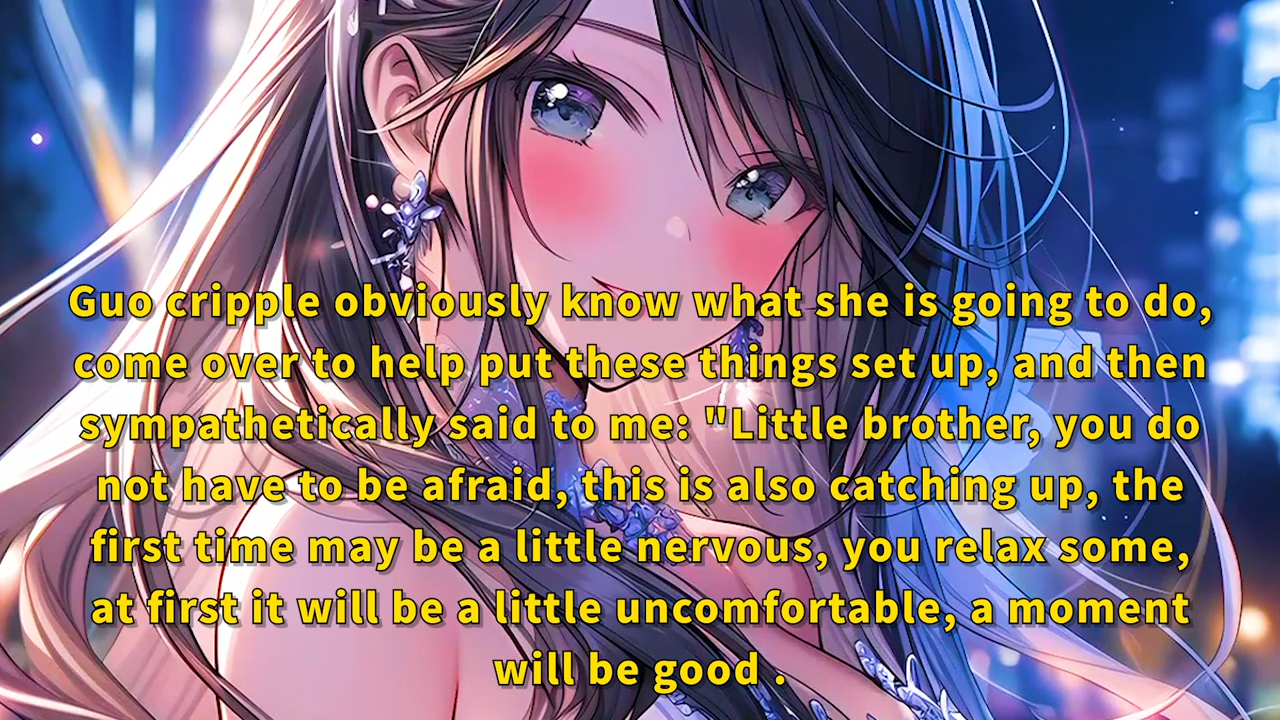 Guo cripple obviously know what she is going to do,
come over to help put these things set up, and then
sympathetically said to me: "Little brother, you do
not have to be afraid, this is also catching up, the
first time may be a little nervous, you relax some,
at first it will be a little uncomfortable, a moment
will be good .